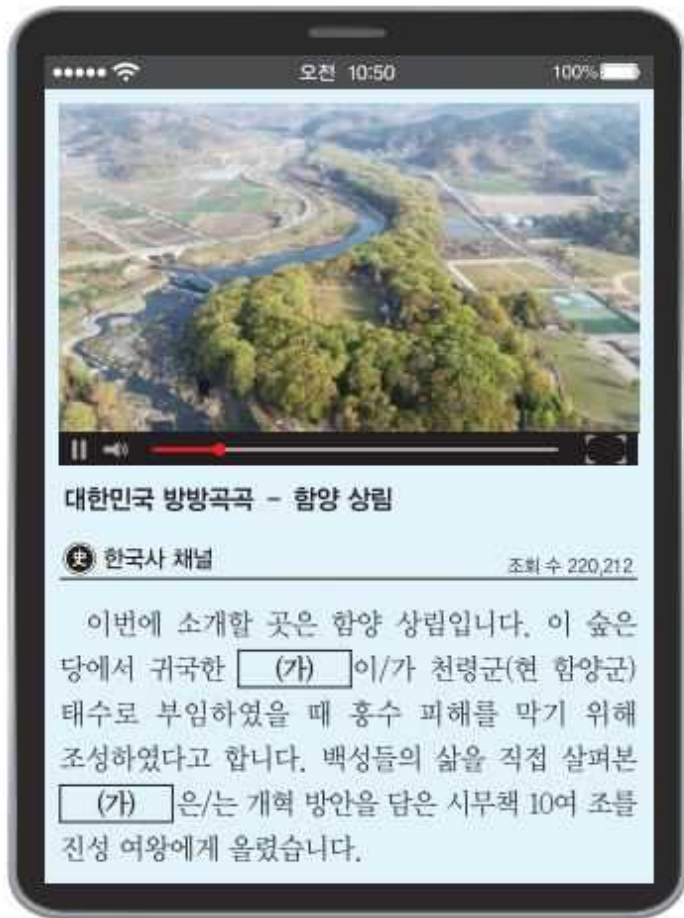 오전 10:50 100%
대한민국 방방곡곡 - 함양 상림
史 한국사 채널 조회 수 220,212
이번에 소개할 곳은 함양 상림입니다. 이 숲은
당에서 귀국한 (가) 이/가 천령군(현 함양군)
태수로 부임하였을 때 홍수 피해를 막기 위해
조성하였다고 합니다. 백성들의 삶을 직접 살펴본
(가) 은/는 개혁 방안을 담은 시무책 10여 조를
진성 여왕에게 올렸습니다.